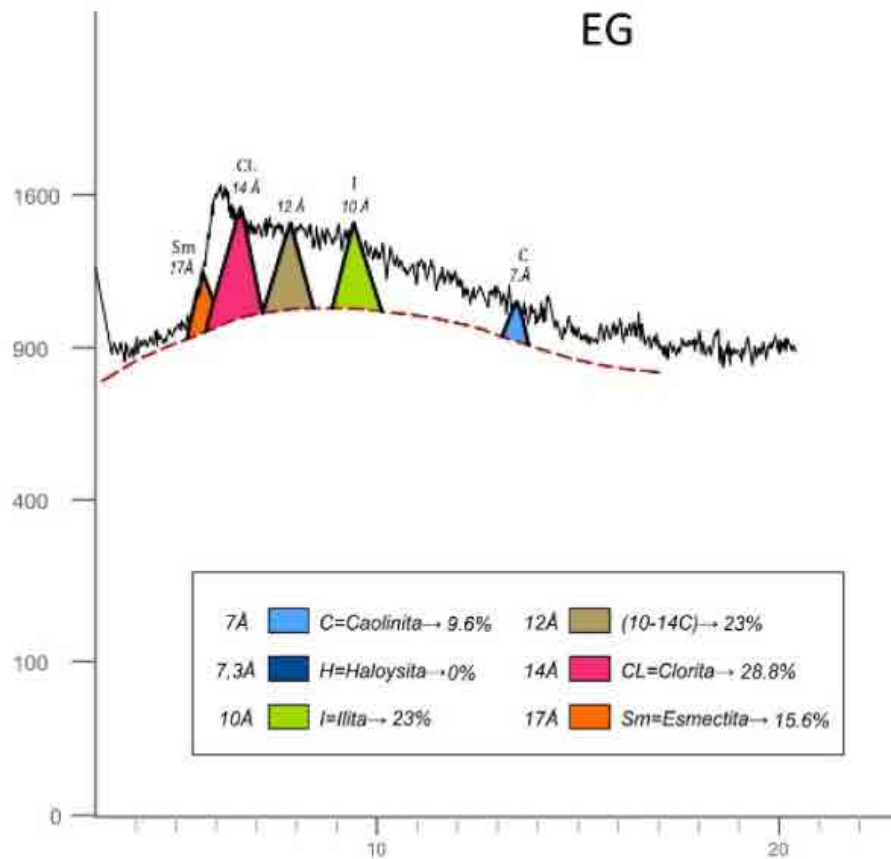 EG
1600
900
400
100
0
10
20
CL
14 Å
12 Å
I
10 Å
Sm
17Å
C
7Å
7Å C=Caolinita→ 9.6%
12Å (10-14C)→ 23%
7,3Å H=Haloysita→0%
14Å CL=Clorita→ 28.8%
10Å I=Ilita→ 23%
17Å Sm=Esmectita→ 15.6%